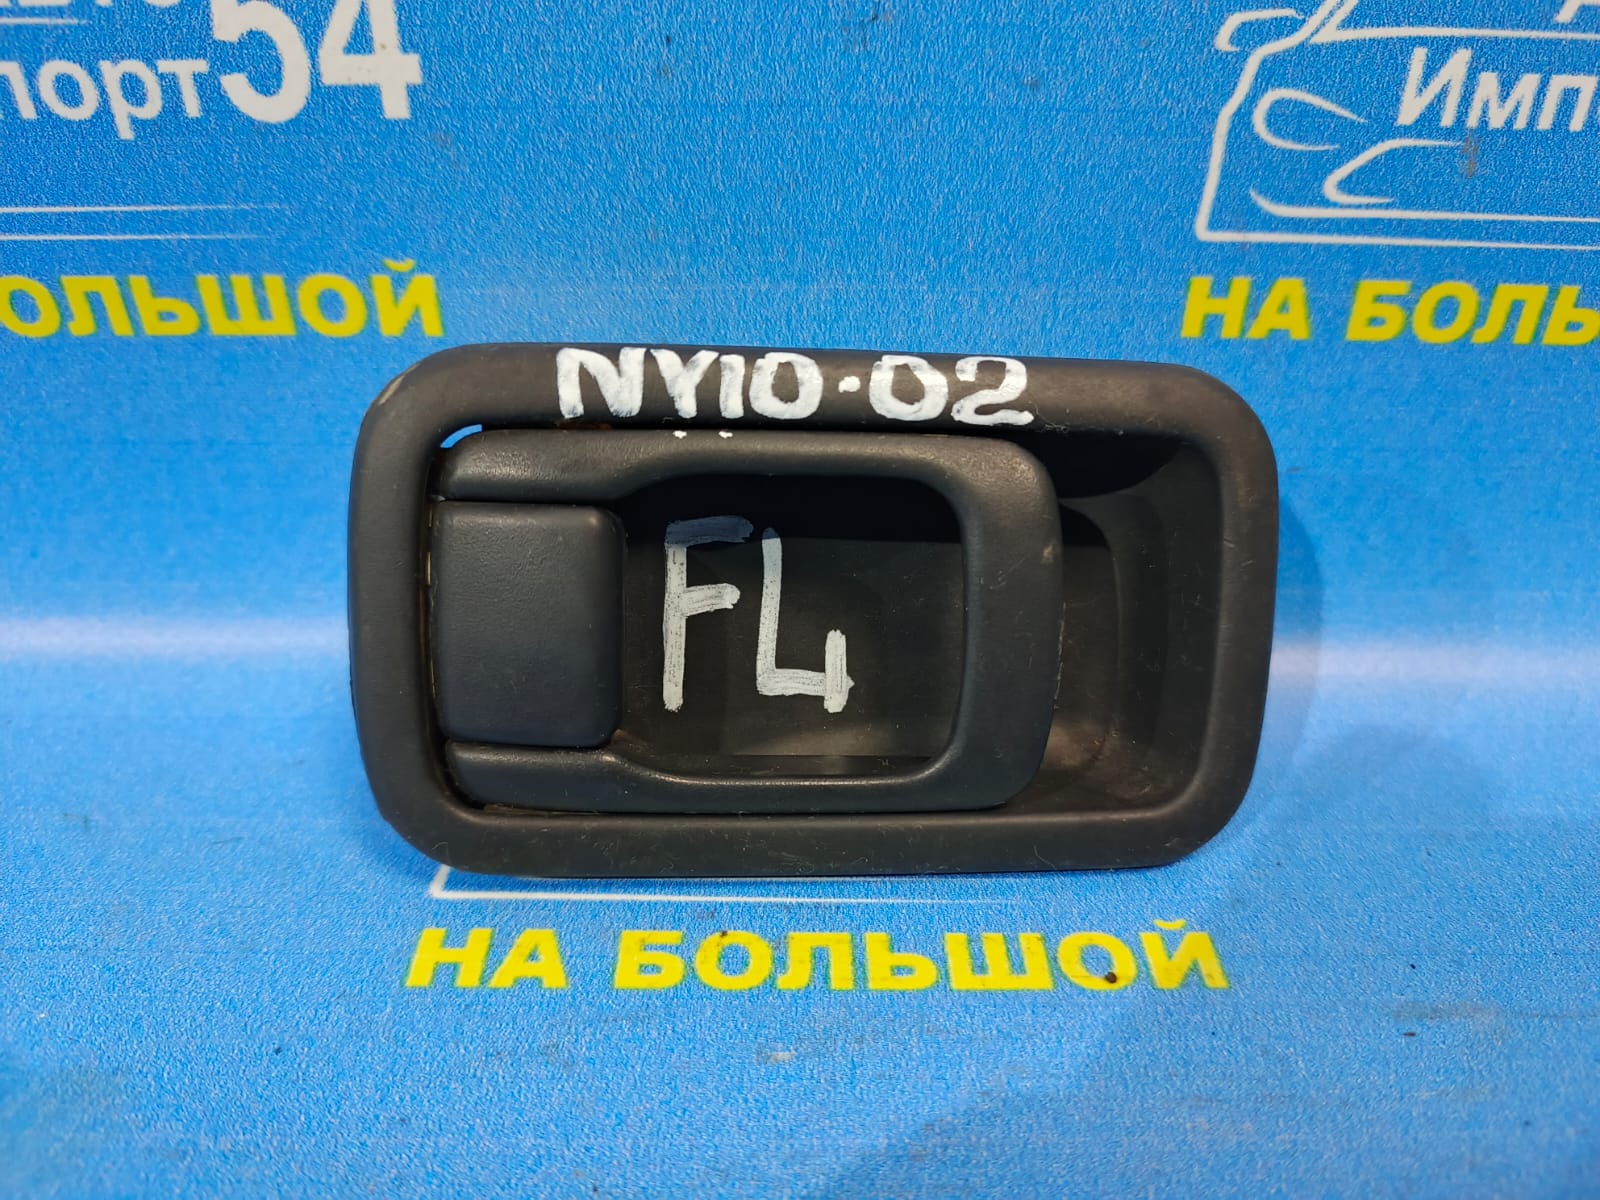 порт54
Имп
ОЛЬШОЙ
НА БОЛЬ
NY10-02
FL
НА БОЛЬШОЙ